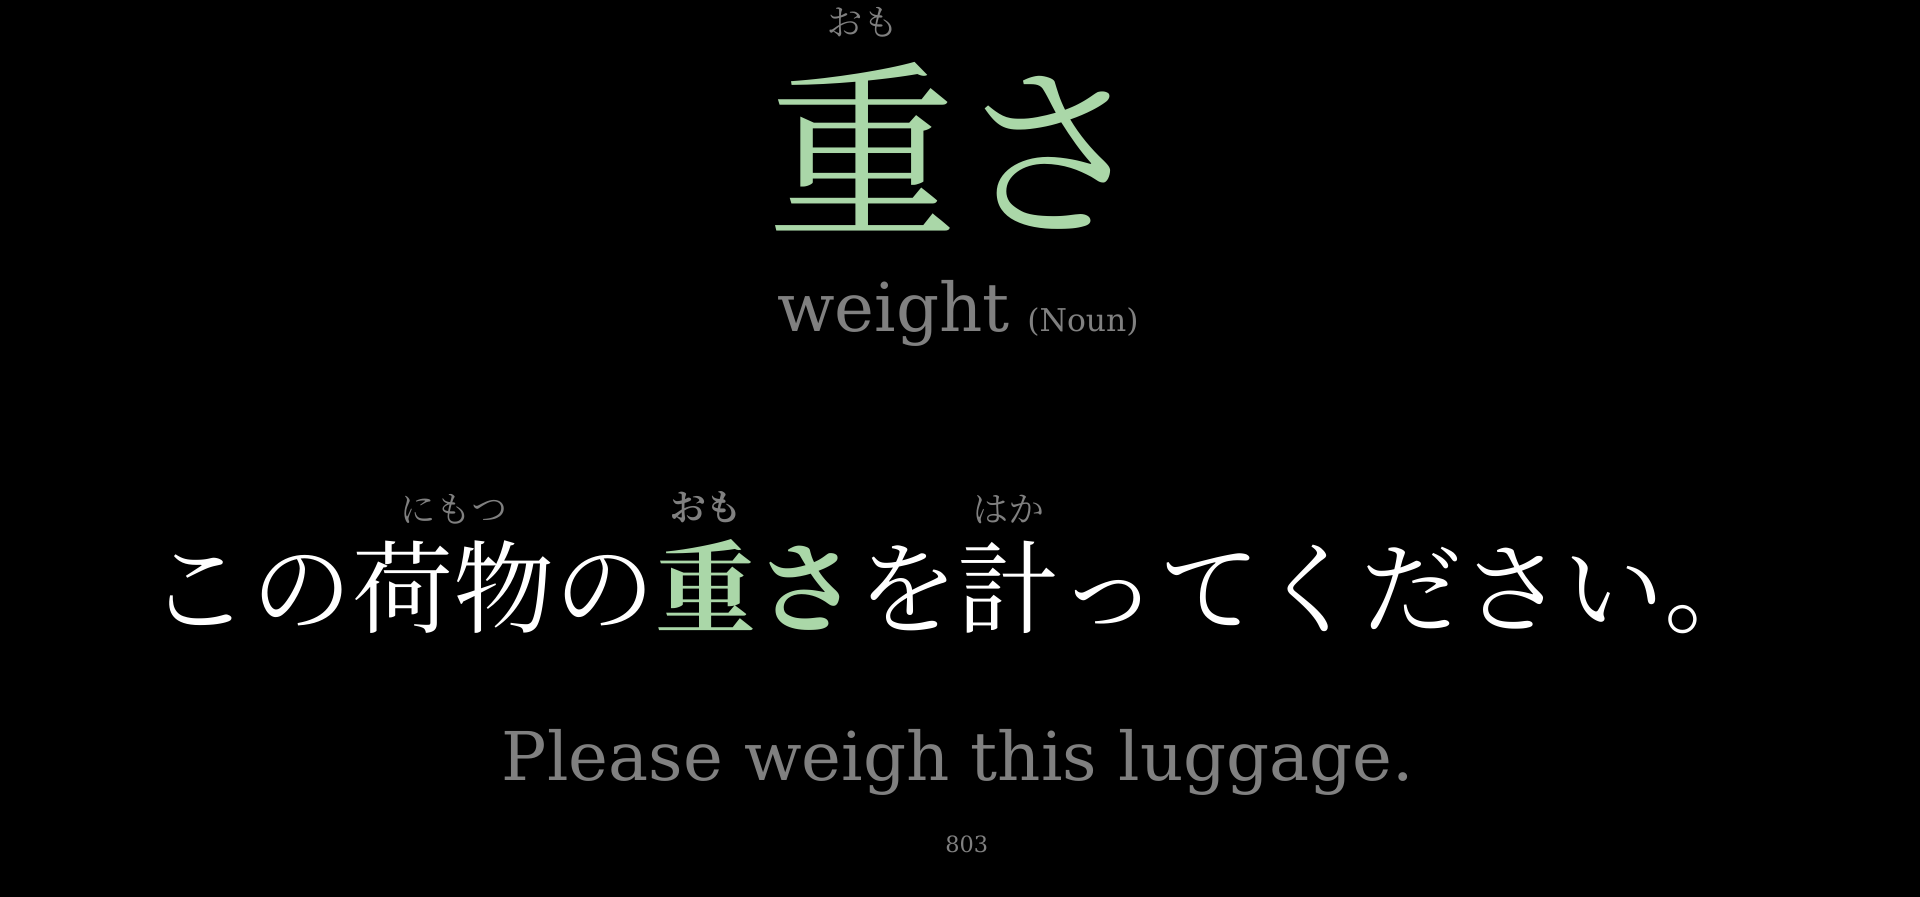 おも
重さ
weight (Noun)
にもつ おも はか
この荷物の重さを計ってください。
Please weigh this luggage.
803